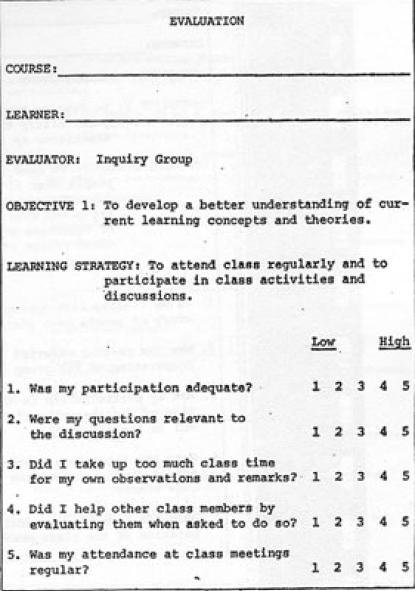 EVALUATION
COURSE:
LEARNER:
EVALUATOR: Inquiry Group
OBJECTIVE 1: To develop a better understanding of cur-
rent learning concepts and theories.
LEARNING STRATEGY: To attend class regularly and to
participate in class activities and
discussions.
Low High
1. Was my participation adequate? 1 2 3 4 5
2. Were my questions relevant to
the discussion? 1 2 3 4 5
3. Did I take up too much class time
for my own observations and remarks? 1 2 3 4 5
4. Did I help other class members by
evaluating them when asked to do so? 1 2 3 4 5
5. Was my attendance at class meetings
regular? 1 2 3 4 5